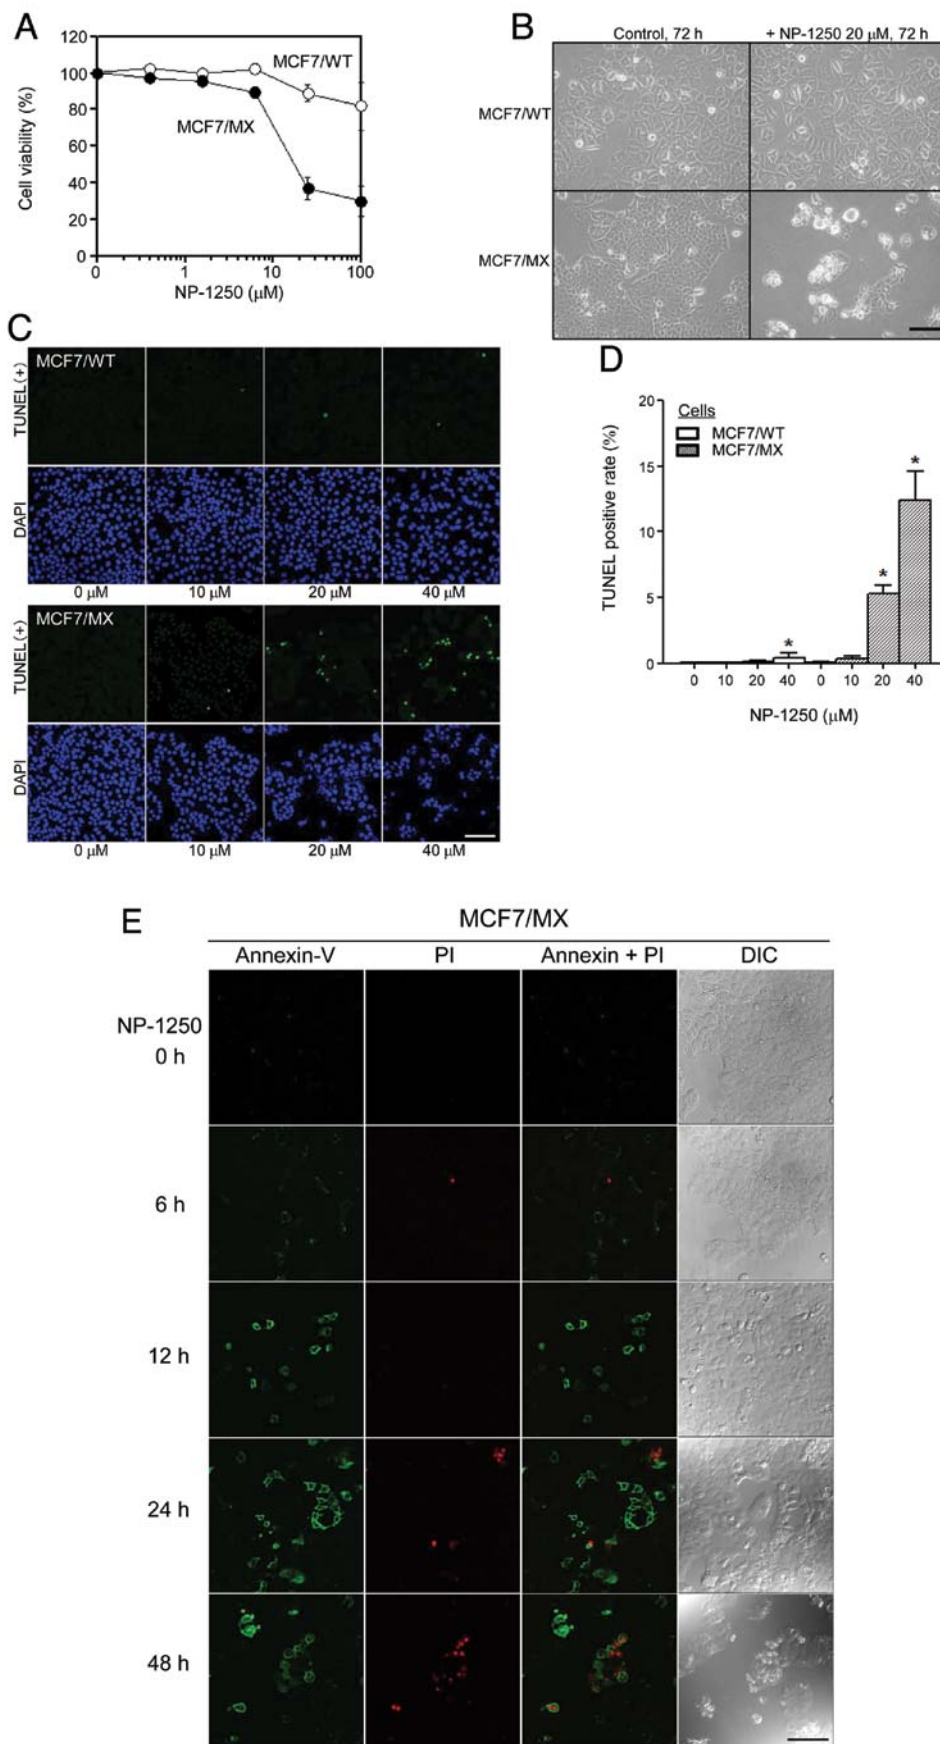 A
120
100
80
60
40
20
0
Cell viability (%)
MCF7/WT
MCF7/MX
0 1 10 100
NP-1250 (μM)
B
Control, 72 h + NP-1250 20 μM, 72 h
MCF7/WT
MCF7/MX
C
MCF7/WT
TUNEL(+)
DAPI
0 μM 10 μM 20 μM 40 μM
MCF7/MX
TUNEL(+)
DAPI
0 μM 10 μM 20 μM 40 μM
D
20
15
10
5
0
TUNEL positive rate (%)
Cells
MCF7/WT
MCF7/MX
*
*
*
0 10 20 40 0 10 20 40
NP-1250 (μM)
E
MCF7/MX
Annexin-V PI Annexin + PI DIC
NP-1250
0 h
6 h
12 h
24 h
48 h